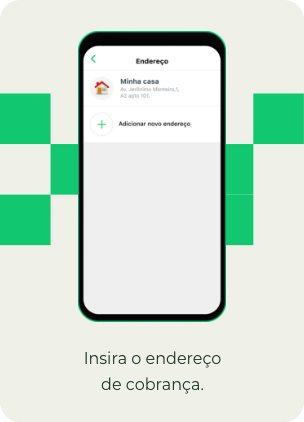 Endereço
Minha casa
Av. Jerônimo Monteiro,1,
A2 apto 101.
Adicionar novo endereço
Insira o endereço
de cobrança.